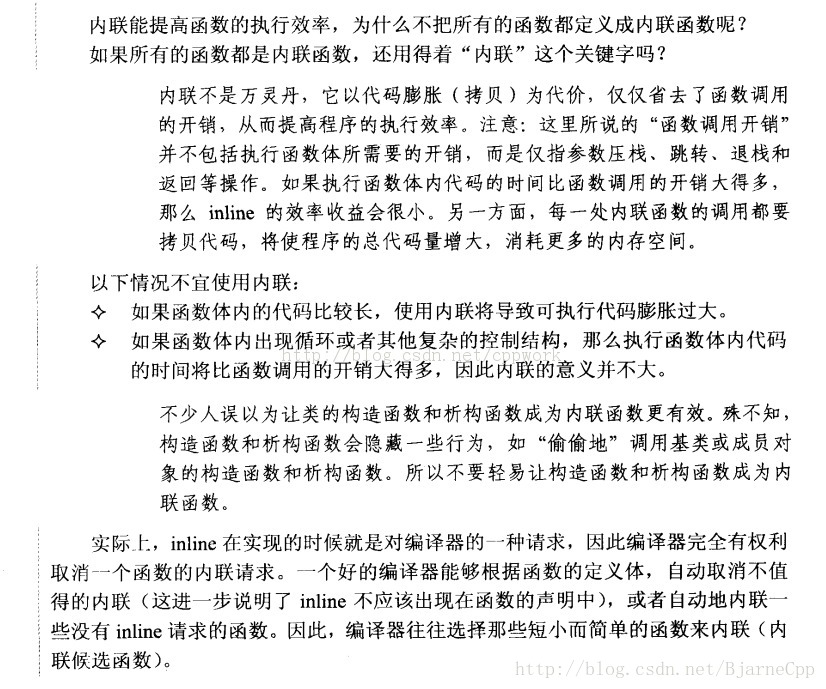 内联能提高函数的执行效率，为什么不把所有的函数都定义成内联函数呢？
如果所有的函数都是内联函数，还用得着“内联”这个关键字吗？
内联不是万灵丹，它以代码膨胀（拷贝）为代价，仅仅省去了函数调用
的开销，从而提高程序的执行效率。注意：这里所说的“函数调用开销”
并不包括执行函数体所需要的开销，而是仅指参数压栈、跳转、退栈和
返回等操作。如果执行函数体内代码的时间比函数调用的开销大得多，
那么 inline 的效率收益会很小。另一方面，每一处内联函数的调用都要
拷贝代码，将使程序的总代码量增大，消耗更多的内存空间。
以下情况不宜使用内联：
✧ 如果函数体内的代码比较长，使用内联将导致可执行代码膨胀过大。
✧ 如果函数体内出现循环或者其他复杂的控制结构，那么执行函数体内代码
http://blog.csdn.net/cppwork
的时间将比函数调用的开销大得多，因此内联的意义并不大。
不少人误以为让类的构造函数和析构函数成为内联函数更有效。殊不知，
构造函数和析构函数会隐藏一些行为，如“偷偷地”调用基类或成员对
象的构造函数和析构函数。所以不要轻易让构造函数和析构函数成为内
联函数。
实际上，inline 在实现的时候就是对编译器的一种请求，因此编译器完全有权利
取消一个函数的内联请求。一个好的编译器能够根据函数的定义体，自动取消不值
得的内联（这进一步说明了 inline 不应该出现在函数的声明中），或者自动地内联一
些没有 inline 请求的函数。因此，编译器往往选择那些短小而简单的函数来内联（内
联候选函数）。
http://blog.csdn.net/BjarneCpp